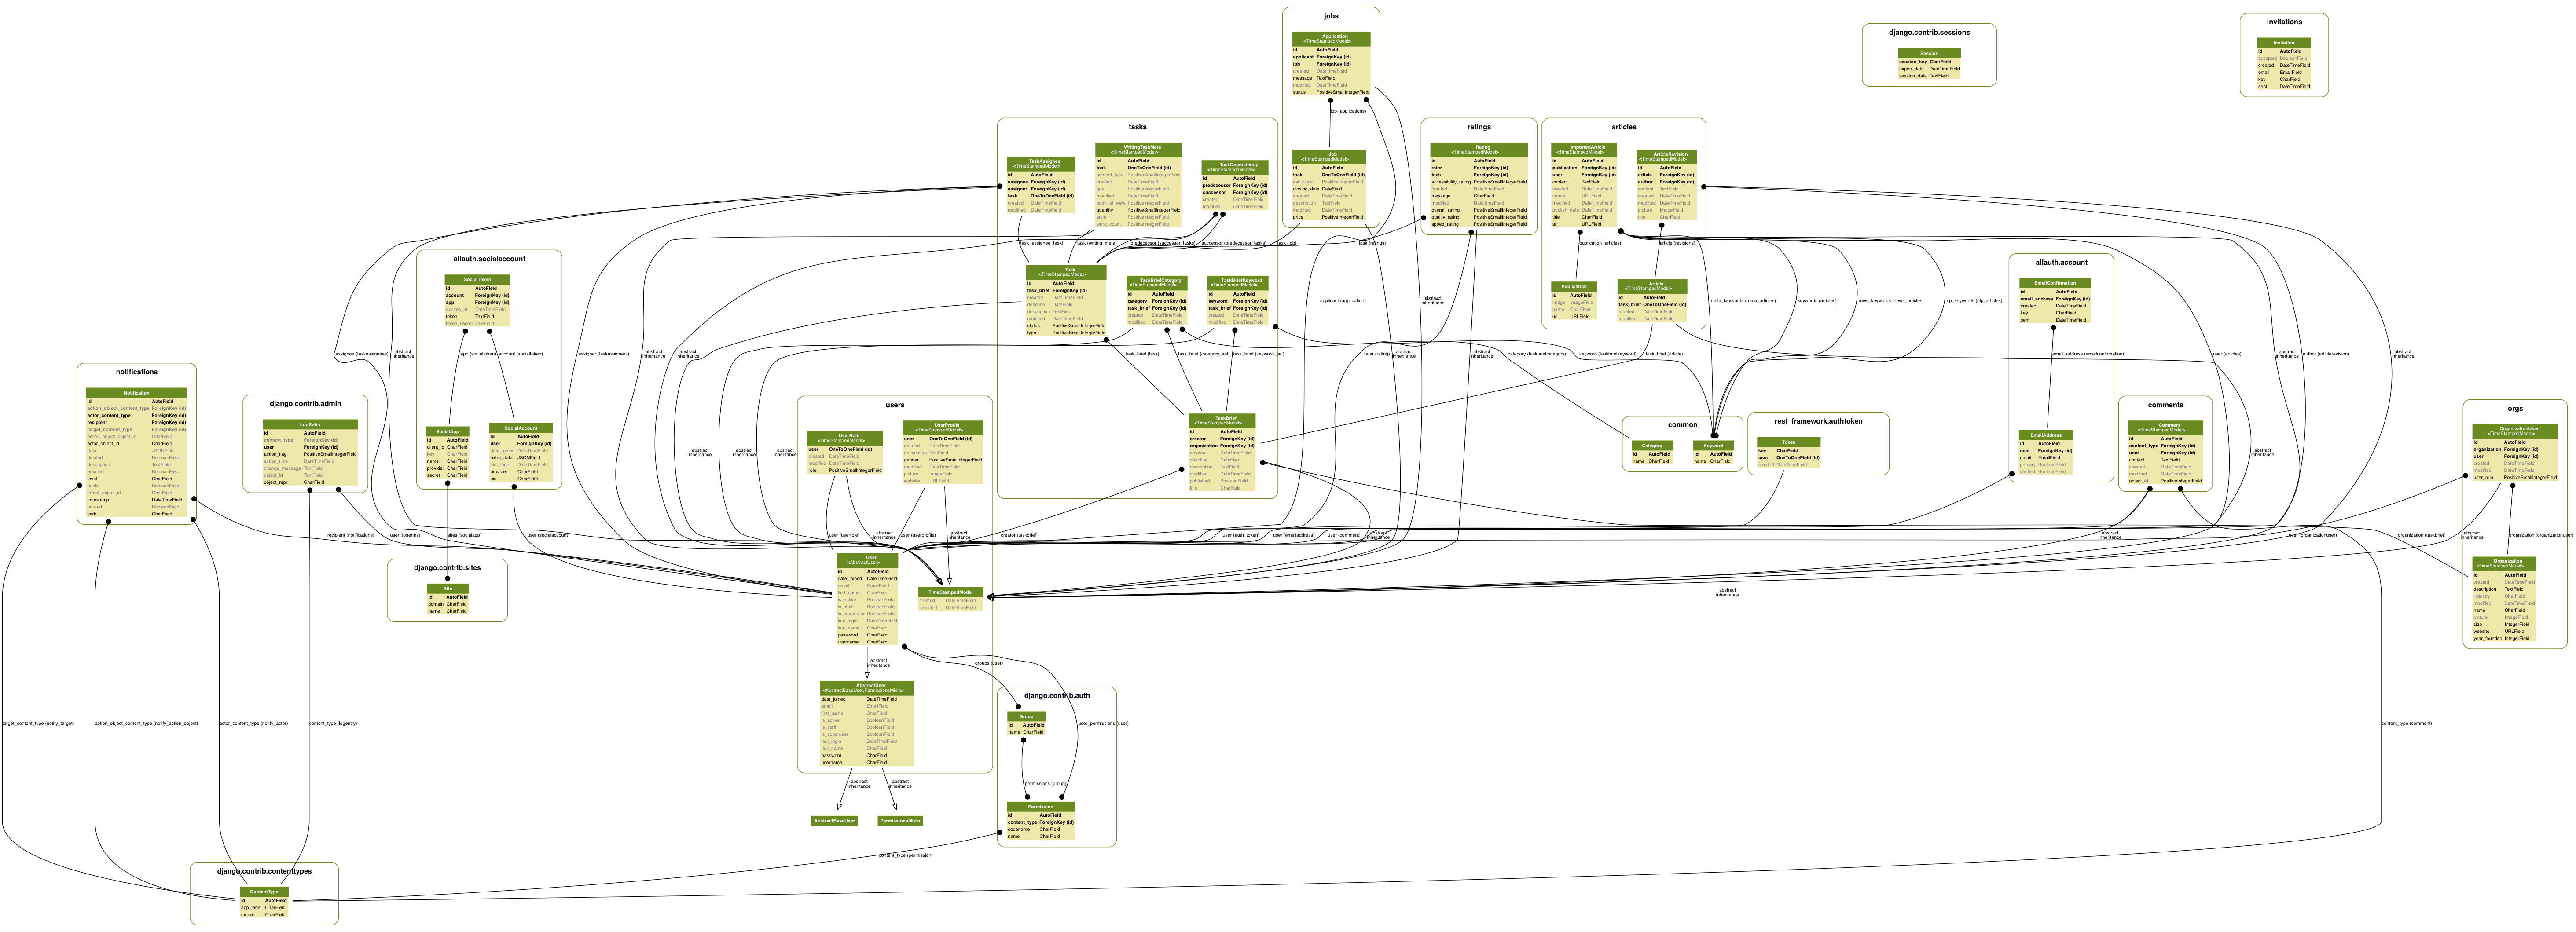 jobs
Application
<TimeStampedModel>
id AutoField
applicant ForeignKey (id)
job ForeignKey (id)
created DateTimeField
message TextField
modified DateTimeField
status PositiveSmallIntegerField
job (applications)
Job
<TimeStampedModel>
id AutoField
task OneToOneField (id)
can_view PositiveIntegerField
closing_date DateField
created DateTimeField
description TextField
modified DateTimeField
price PositiveIntegerField
django.contrib.sessions
Session
session_key CharField
expire_date DateTimeField
session_data TextField
invitations
Invitation
id AutoField
accepted BooleanField
created DateTimeField
email EmailField
key CharField
sent DateTimeField
tasks
TaskAssignee
<TimeStampedModel>
id AutoField
assignee ForeignKey (id)
assigner ForeignKey (id)
task OneToOneField (id)
created DateTimeField
modified DateTimeField
WritingTaskMeta
<TimeStampedModel>
id AutoField
task OneToOneField (id)
content_type PositiveSmallIntegerField
created DateTimeField
goal PositiveIntegerField
modified DateTimeField
point_of_view PositiveIntegerField
quantity PositiveSmallIntegerField
style PositiveIntegerField
word_count PositiveIntegerField
TaskDependency
<TimeStampedModel>
id AutoField
predecessor ForeignKey (id)
successor ForeignKey (id)
created DateTimeField
modified DateTimeField
task (assignee_task)
task (writing_meta)
predecessor (successor_tasks)
successor (predecessor_tasks)
task (job)
task (ratings)
Task
<TimeStampedModel>
id AutoField
task_brief ForeignKey (id)
created DateTimeField
deadline DateField
description TextField
modified DateTimeField
status PositiveSmallIntegerField
type PositiveSmallIntegerField
TaskBriefCategory
<TimeStampedModel>
id AutoField
category ForeignKey (id)
task_brief ForeignKey (id)
created DateTimeField
modified DateTimeField
TaskBriefKeyword
<TimeStampedModel>
id AutoField
keyword ForeignKey (id)
task_brief ForeignKey (id)
created DateTimeField
modified DateTimeField
task_brief (task)
task_brief (category_set)
task_brief (keyword_set)
TaskBrief
<TimeStampedModel>
id AutoField
creator ForeignKey (id)
organization ForeignKey (id)
created DateTimeField
deadline DateField
description TextField
modified DateTimeField
published BooleanField
title CharField
ratings
Rating
<TimeStampedModel>
id AutoField
rater ForeignKey (id)
task ForeignKey (id)
accessibility_rating PositiveSmallIntegerField
created DateTimeField
message CharField
modified DateTimeField
overall_rating PositiveSmallIntegerField
quality_rating PositiveSmallIntegerField
speed_rating PositiveSmallIntegerField
articles
ImportedArticle
<TimeStampedModel>
id AutoField
publication ForeignKey (id)
user ForeignKey (id)
content TextField
created DateTimeField
image URLField
modified DateTimeField
publish_date DateTimeField
title CharField
url URLField
ArticleRevision
<TimeStampedModel>
id AutoField
article ForeignKey (id)
author ForeignKey (id)
content TextField
created DateTimeField
modified DateTimeField
picture ImageField
title CharField
publication (articles)
article (revisions)
Publication
id AutoField
image ImageField
name CharField
url URLField
Article
<TimeStampedModel>
id AutoField
task_brief OneToOneField (id)
created DateTimeField
modified DateTimeField
applicant (application)
abstract
inheritance
meta_keywords (meta_articles)
keywords (articles)
news_keywords (news_articles)
nlp_keywords (nlp_articles)
allauth.socialaccount
SocialToken
id AutoField
account ForeignKey (id)
app ForeignKey (id)
expires_at DateTimeField
token TextField
token_secret TextField
app (socialtoken)
account (socialtoken)
SocialApp
id AutoField
client_id CharField
key CharField
name CharField
provider CharField
secret CharField
SocialAccount
id AutoField
user ForeignKey (id)
date_joined DateTimeField
extra_data JSONField
last_login DateTimeField
provider CharField
uid CharField
allauth.account
EmailConfirmation
id AutoField
email_address ForeignKey (id)
created DateTimeField
key CharField
sent DateTimeField
email_address (emailconfirmation)
EmailAddress
id AutoField
user ForeignKey (id)
email EmailField
primary BooleanField
verified BooleanField
assignee (taskassignees)
abstract
inheritance
assigner (taskassigners)
abstract
inheritance
abstract
inheritance
rater (rating)
abstract
inheritance
abstract
inheritance
category (taskbriefcategory)
keyword (taskbriefkeyword)
task_brief (article)
user (articles)
abstract
inheritance
author (articlerevision)
abstract
inheritance
notifications
Notification
id AutoField
action_object_content_type ForeignKey (id)
actor_content_type ForeignKey (id)
recipient ForeignKey (id)
target_content_type ForeignKey (id)
action_object_object_id CharField
actor_object_id CharField
data JSONField
deleted BooleanField
description TextField
emailed BooleanField
level CharField
public BooleanField
target_object_id CharField
timestamp DateTimeField
unread BooleanField
verb CharField
django.contrib.admin
LogEntry
id AutoField
content_type ForeignKey (id)
user ForeignKey (id)
action_flag PositiveSmallIntegerField
action_time DateTimeField
change_message TextField
object_id TextField
object_repr CharField
users
UserRole
<TimeStampedModel>
user OneToOneField (id)
created DateTimeField
modified DateTimeField
role PositiveSmallIntegerField
UserProfile
<TimeStampedModel>
user OneToOneField (id)
created DateTimeField
description TextField
gender PositiveSmallIntegerField
modified DateTimeField
picture ImageField
website URLField
abstract
inheritance
abstract
inheritance
abstract
inheritance
common
Category
id AutoField
name CharField
Keyword
id AutoField
name CharField
rest_framework.authtoken
Token
key CharField
user OneToOneField (id)
created DateTimeField
comments
Comment
<TimeStampedModel>
id AutoField
content_type ForeignKey (id)
user ForeignKey (id)
content TextField
created DateTimeField
modified DateTimeField
object_id PositiveIntegerField
abstract
inheritance
orgs
OrganizationUser
<TimeStampedModel>
id AutoField
organization ForeignKey (id)
user ForeignKey (id)
created DateTimeField
modified DateTimeField
user_role PositiveSmallIntegerField
recipient (notifications)
user (logentry)
sites (socialapp)
user (socialaccount)
user (userrole)
abstract
inheritance
user (userprofile)
abstract
inheritance
creator (taskbrief)
user (auth_token)
user (emailaddress)
user (comment)
abstract
inheritance
abstract
inheritance
user (organizationuser)
organization (taskbrief)
abstract
inheritance
organization (organizationuser)
django.contrib.sites
Site
id AutoField
domain CharField
name CharField
User
<AbstractUser>
id AutoField
date_joined DateTimeField
email EmailField
first_name CharField
is_active BooleanField
is_staff BooleanField
is_superuser BooleanField
last_login DateTimeField
last_name CharField
password CharField
username CharField
TimeStampedModel
created DateTimeField
modified DateTimeField
Organization
<TimeStampedModel>
id AutoField
created DateTimeField
description TextField
industry CharField
modified DateTimeField
name CharField
picture ImageField
size IntegerField
website URLField
year_founded IntegerField
abstract
inheritance
abstract
inheritance
groups (user)
AbstractUser
<AbstractBaseUser,PermissionsMixin>
date_joined DateTimeField
email EmailField
first_name CharField
is_active BooleanField
is_staff BooleanField
is_superuser BooleanField
last_login DateTimeField
last_name CharField
password CharField
username CharField
django.contrib.auth
Group
id AutoField
name CharField
user_permissions (user)
permissions (group)
Permission
id AutoField
content_type ForeignKey (id)
codename CharField
name CharField
target_content_type (notify_target)
action_object_content_type (notify_action_object)
actor_content_type (notify_actor)
content_type (logentry)
content_type (comment)
abstract
inheritance
abstract
inheritance
AbstractBaseUser
PermissionsMixin
content_type (permission)
django.contrib.contenttypes
ContentType
id AutoField
app_label CharField
model CharField